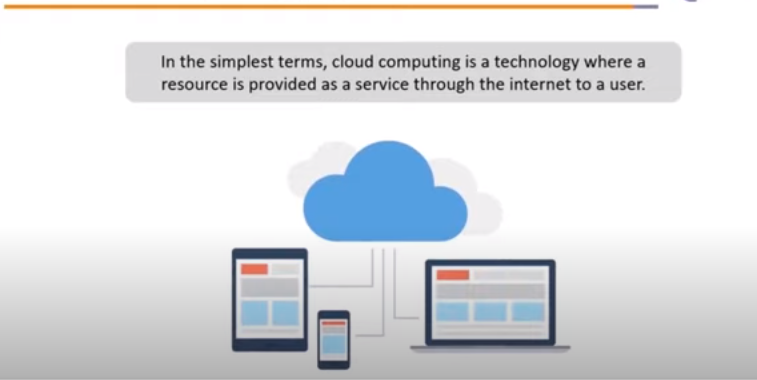 In the simplest terms, cloud computing is a technology where a
resource is provided as a service through the internet to a user.